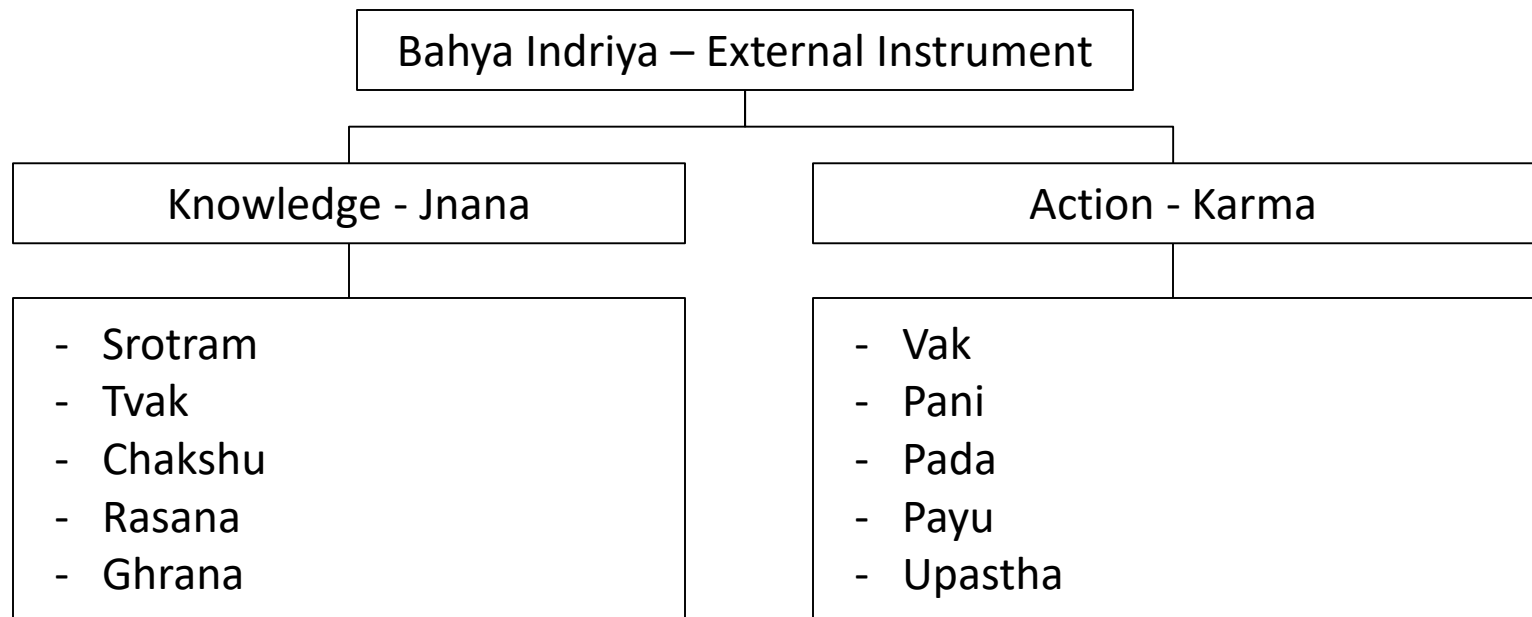 Bahya Indriya – External Instrument
Knowledge - Jnana
- Srotram
- Tvak
- Chakshu
- Rasana
- Ghrana
Action - Karma
- Vak
- Pani
- Pada
- Payu
- Upastha